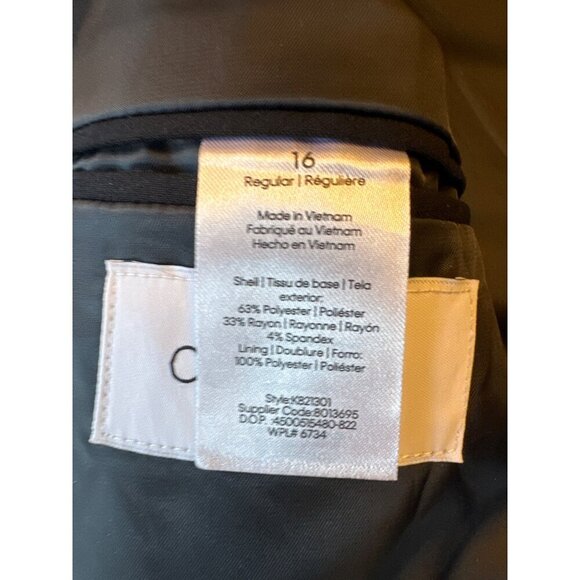 16
Regular | Régulière
Made in Vietnam
Fabriqué au Vietnam
Hecho en Vietnam
Shell | Tissu de base | Tela
exterior:
63% Polyester | Poliéster
33% Rayon | Rayonne | Rayón
4% Spandex
Lining | Doublure | Forro:
100% Polyester | Poliéster
Style:K821301
Supplier Code:8013695
D.O.P. :4500515480-822
WPL# 6734
C